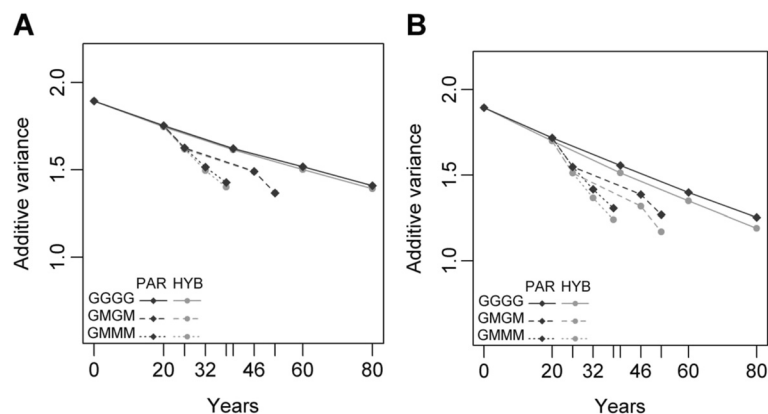 A
Additive variance
2.0
1.5
1.0
PAR HYB
GGGG
GMGM
GMMM
0 20 32 46 60 80
Years
B
Additive variance
2.0
1.5
1.0
PAR HYB
GGGG
GMGM
GMMM
0 20 32 46 60 80
Years